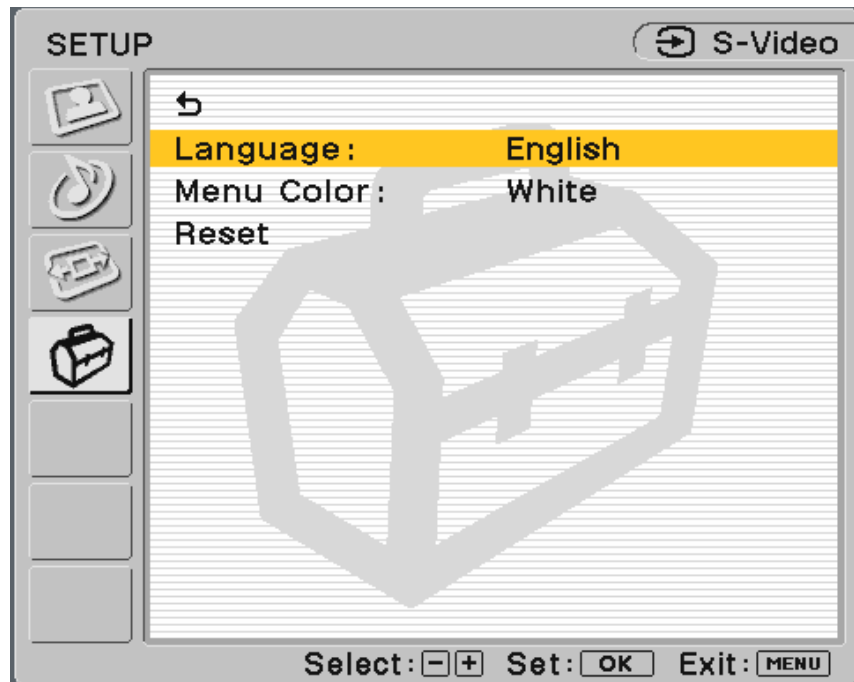 SETUP S-Video
Language: English
Menu Color: White
Reset
Select: - + Set: OK Exit: MENU